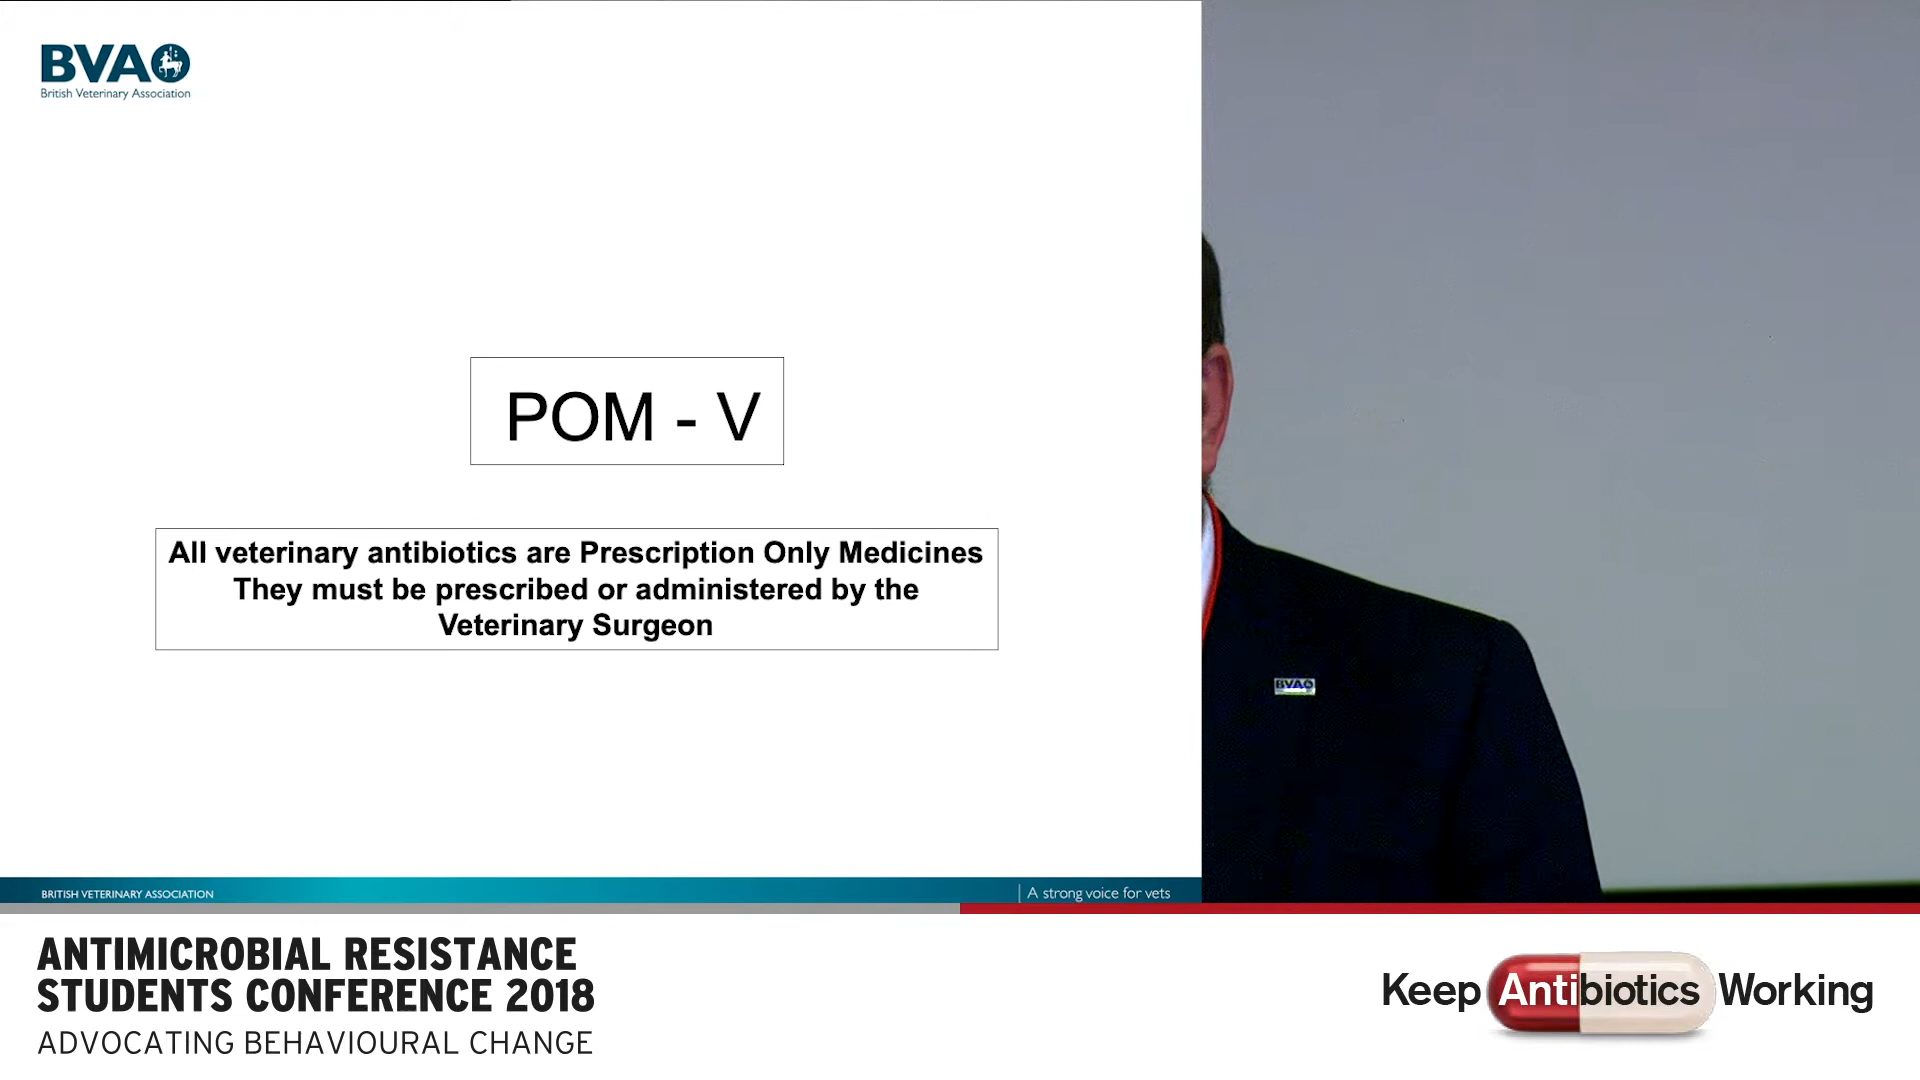 BVA
British Veterinary Association
POM - V
All veterinary antibiotics are Prescription Only Medicines
They must be prescribed or administered by the
Veterinary Surgeon
BVA
BRITISH VETERINARY ASSOCIATION
A strong voice for vets
ANTIMICROBIAL RESISTANCE
STUDENTS CONFERENCE 2018
ADVOCATING BEHAVIOURAL CHANGE
Keep Antibiotics Working